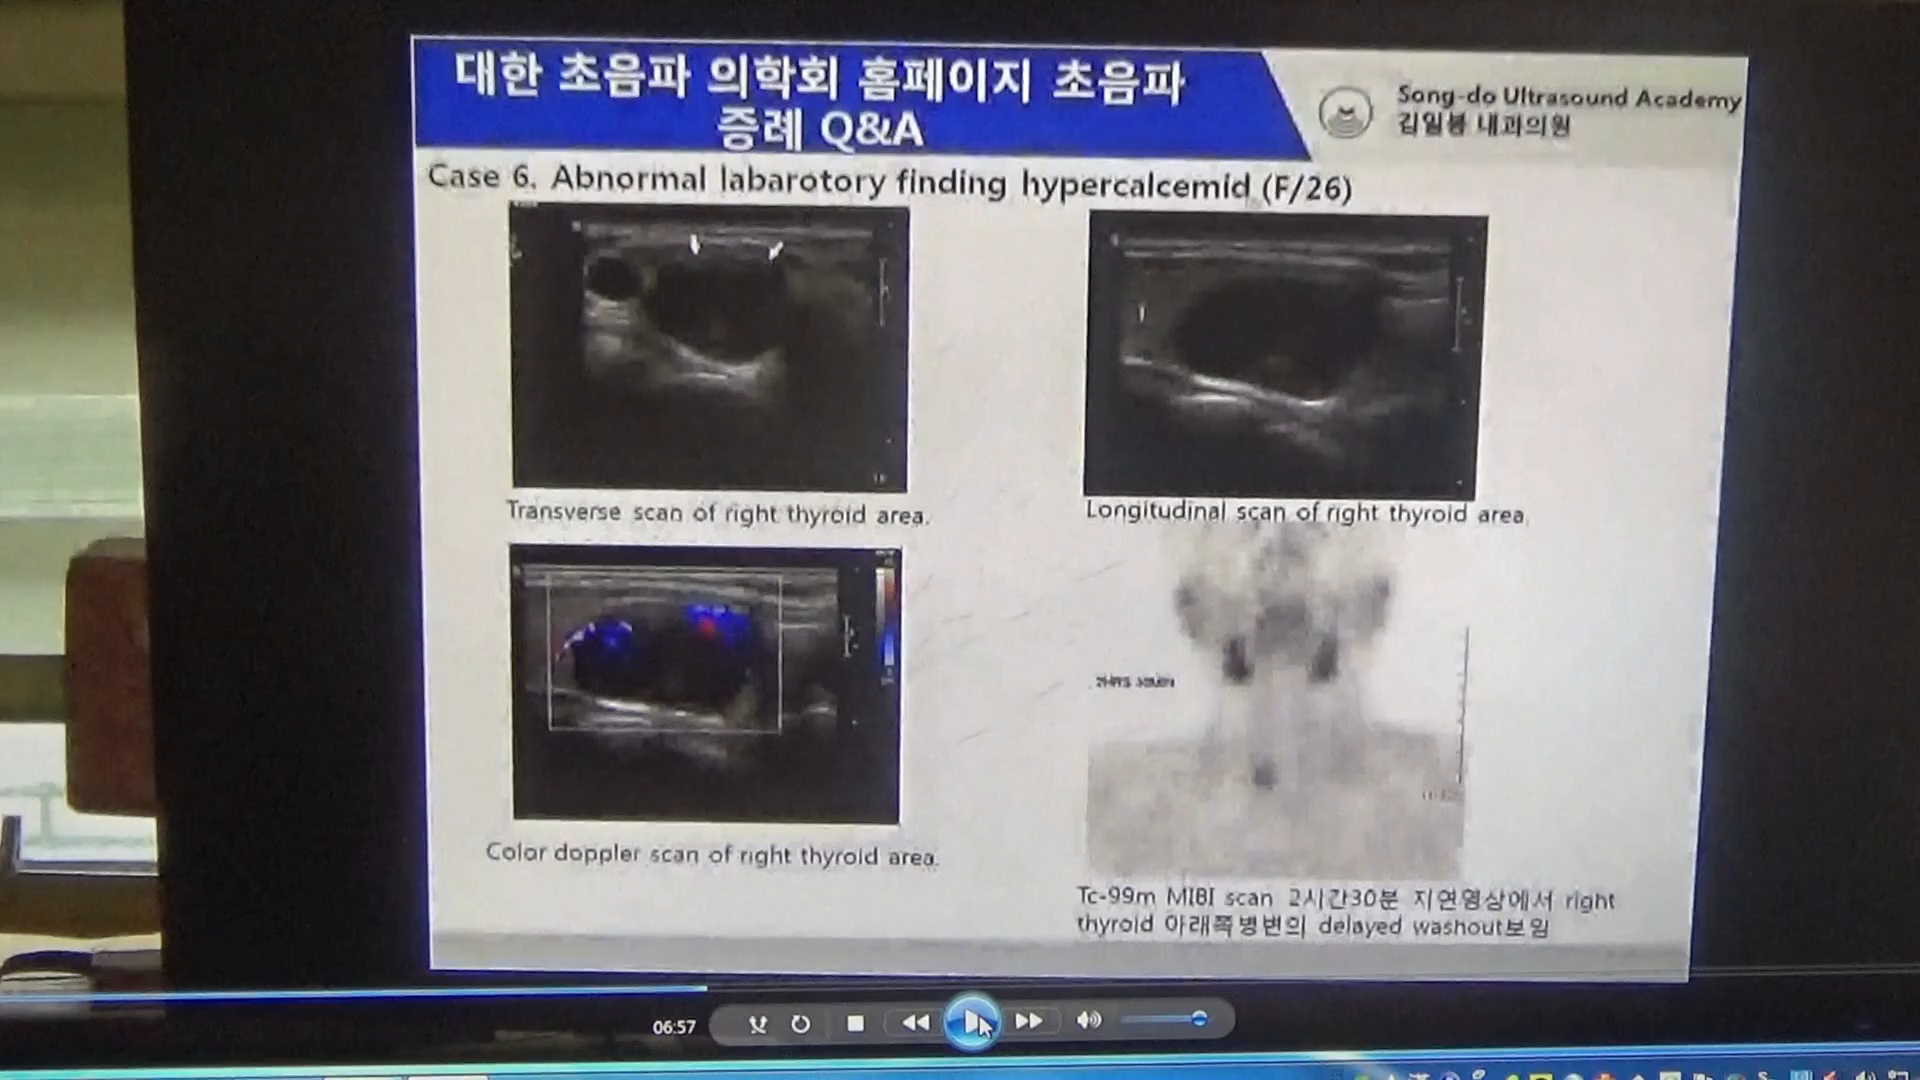 대한 초음파 의학회 홈페이지 초음파
증례 Q&A
Song-do Ultrasound Academy
김일봉 내과의원
Case 6. Abnormal labarotory finding hypercalcemid (F/26)
Transverse scan of right thyroid area.
Longitudinal scan of right thyroid area.
Color doppler scan of right thyroid area.
Tc-99m MIBI scan 2시간30분 지연영상에서 right
thyroid 아래쪽병변의 delayed washout보임
06:57